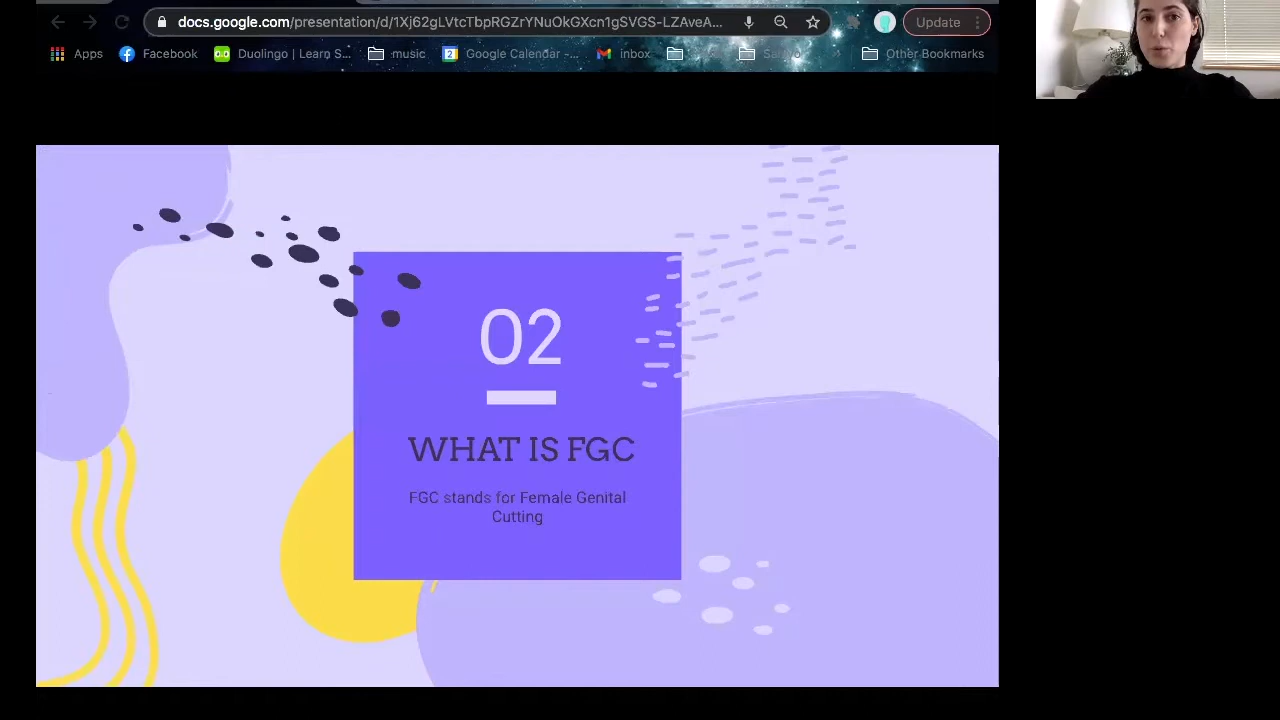 docs.google.com/presentation/d/1Xj62gLVtcTbpRGZrYNuOkGXcn1gSVGS-LZAveA...
Update
Apps
Facebook
Duolingo | Learn S...
music
2
Google Calendar -...
inbox
Other Bookmarks
02
WHAT IS FGC
FGC stands for Female Genital
Cutting